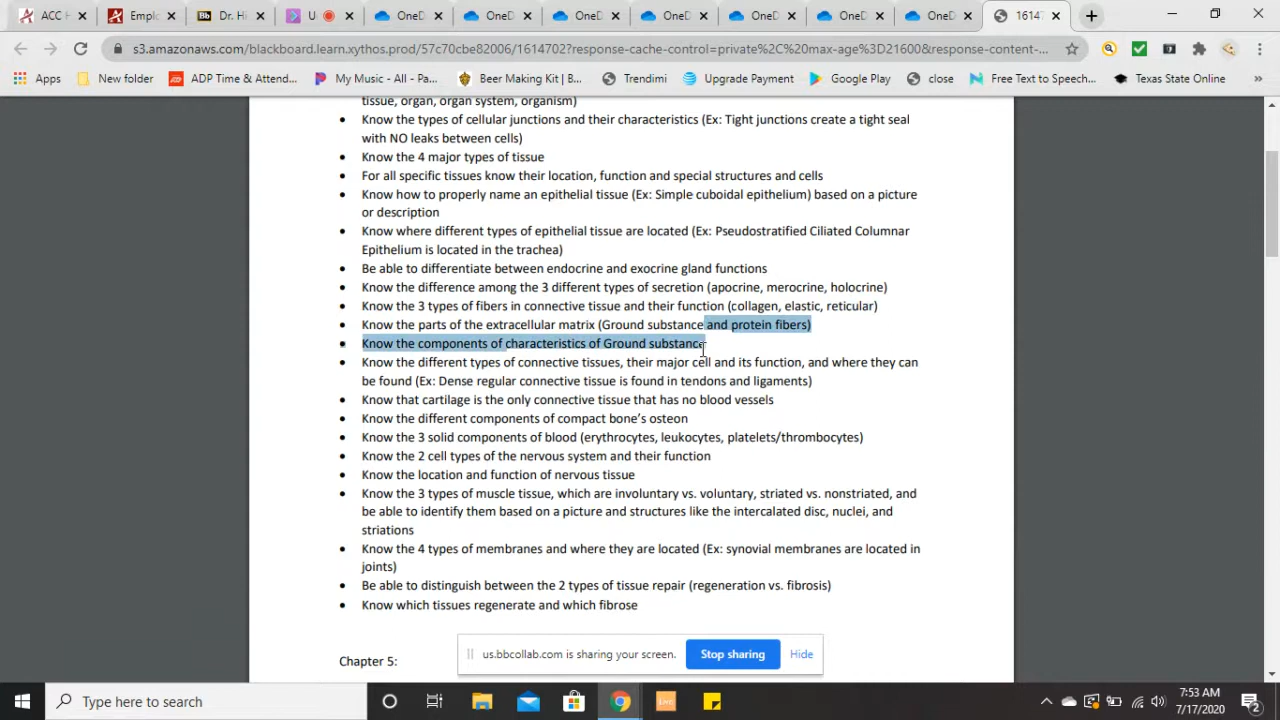 ACC
Emplo
Bb Dr. Hi
U
OneD
OneD
OneD
OneD
OneD
OneD
OneD
1614
s3.amazonaws.com/blackboard.learn.xythos.prod/57c70cbe82006/1614702?response-cache-control=private%2C%20max-age%3D21600&response-content-...
Apps New folder ADP Time & Attend... My Music - All - Pa... Beer Making Kit | B... Trendimi Upgrade Payment Google Play close Free Text to Speech... Texas State Online »
tissue, organ, organ system, organism)
• Know the types of cellular junctions and their characteristics (Ex: Tight junctions create a tight seal
with NO leaks between cells)
• Know the 4 major types of tissue
• For all specific tissues know their location, function and special structures and cells
• Know how to properly name an epithelial tissue (Ex: Simple cuboidal epithelium) based on a picture
or description
• Know where different types of epithelial tissue are located (Ex: Pseudostratified Ciliated Columnar
Epithelium is located in the trachea)
• Be able to differentiate between endocrine and exocrine gland functions
• Know the difference among the 3 different types of secretion (apocrine, merocrine, holocrine)
• Know the 3 types of fibers in connective tissue and their function (collagen, elastic, reticular)
• Know the parts of the extracellular matrix (Ground substance and protein fibers)
• Know the components of characteristics of Ground substance
• Know the different types of connective tissues, their major cell and its function, and where they can
be found (Ex: Dense regular connective tissue is found in tendons and ligaments)
• Know that cartilage is the only connective tissue that has no blood vessels
• Know the different components of compact bone's osteon
• Know the 3 solid components of blood (erythrocytes, leukocytes, platelets/thrombocytes)
• Know the 2 cell types of the nervous system and their function
• Know the location and function of nervous tissue
• Know the 3 types of muscle tissue, which are involuntary vs. voluntary, striated vs. nonstriated, and
be able to identify them based on a picture and structures like the intercalated disc, nuclei, and
striations
• Know the 4 types of membranes and where they are located (Ex: synovial membranes are located in
joints)
• Be able to distinguish between the 2 types of tissue repair (regeneration vs. fibrosis)
• Know which tissues regenerate and which fibrose
Chapter 5:
us.bbcollab.com is sharing your screen. Stop sharing Hide
Type here to search
Live
7:53 AM
7/17/2020
2